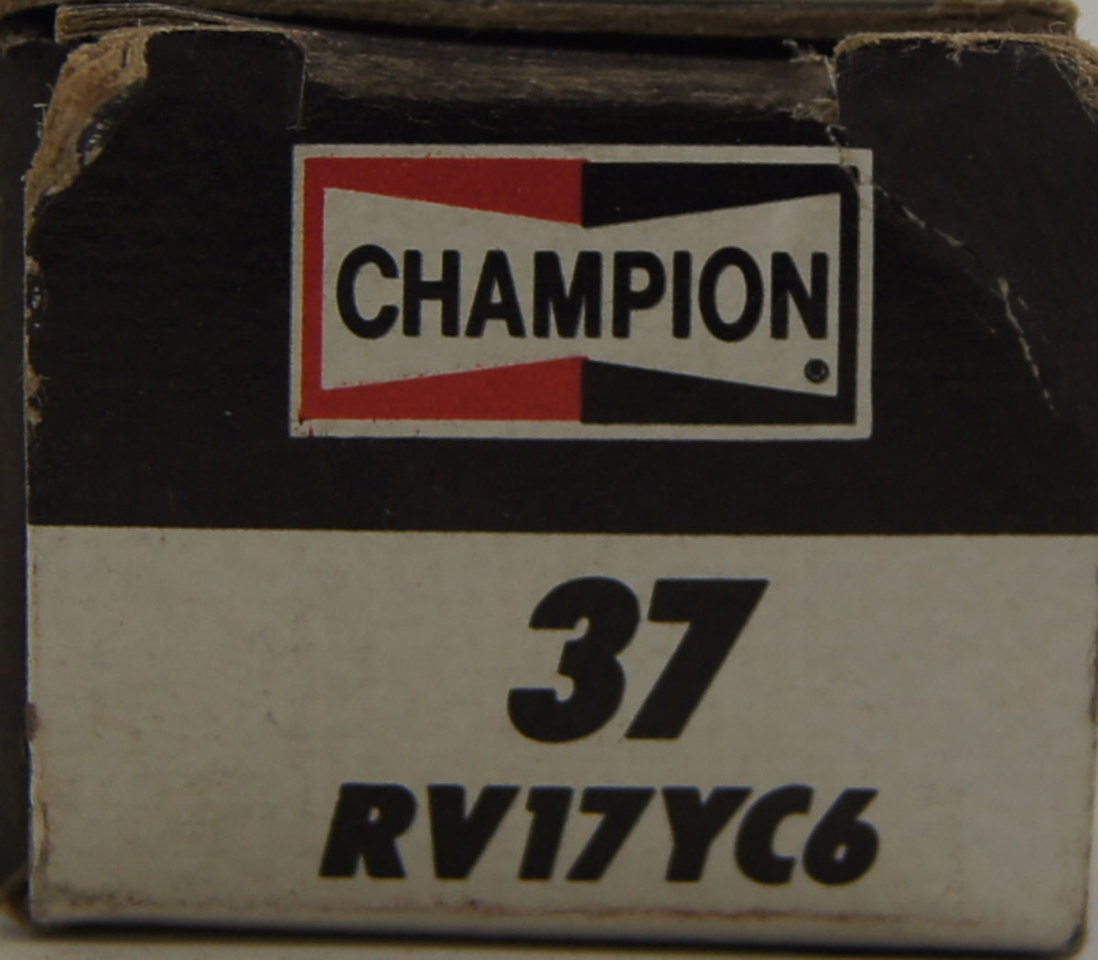 CHAMPION
®
37
RV17YC6